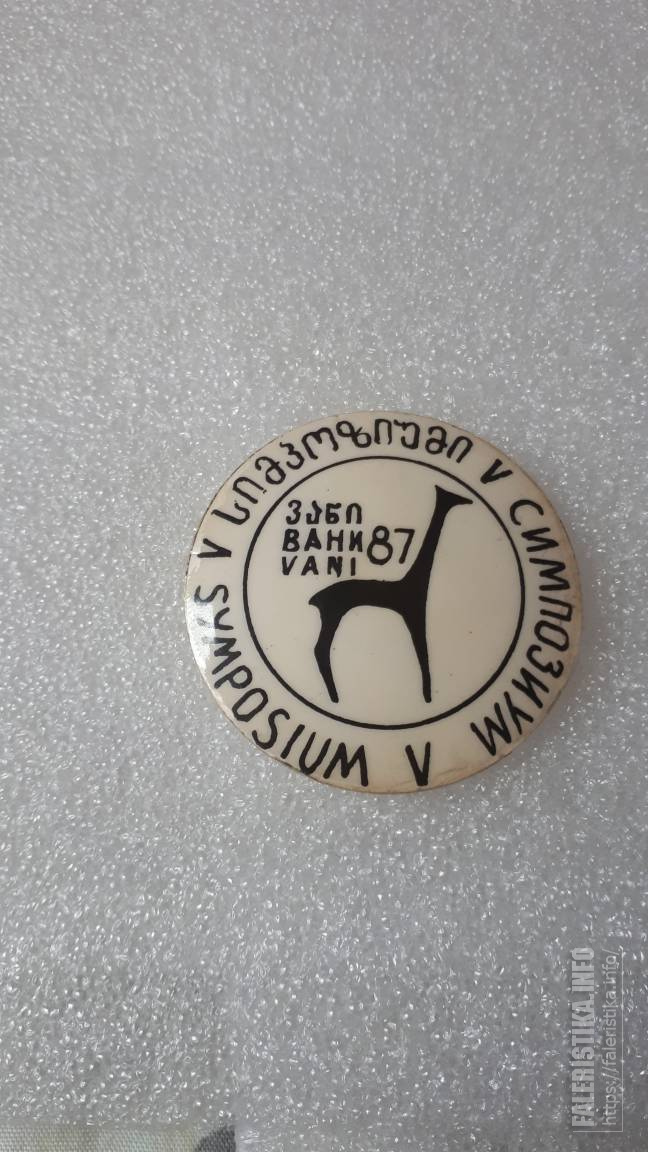 V სიმპოზიუმი V СИМПОЗИУМ V SYMPOSIUM
ვანი
ВАНИ 87
VANI
FALERISTIKA.INFO
https://faleristika.info/